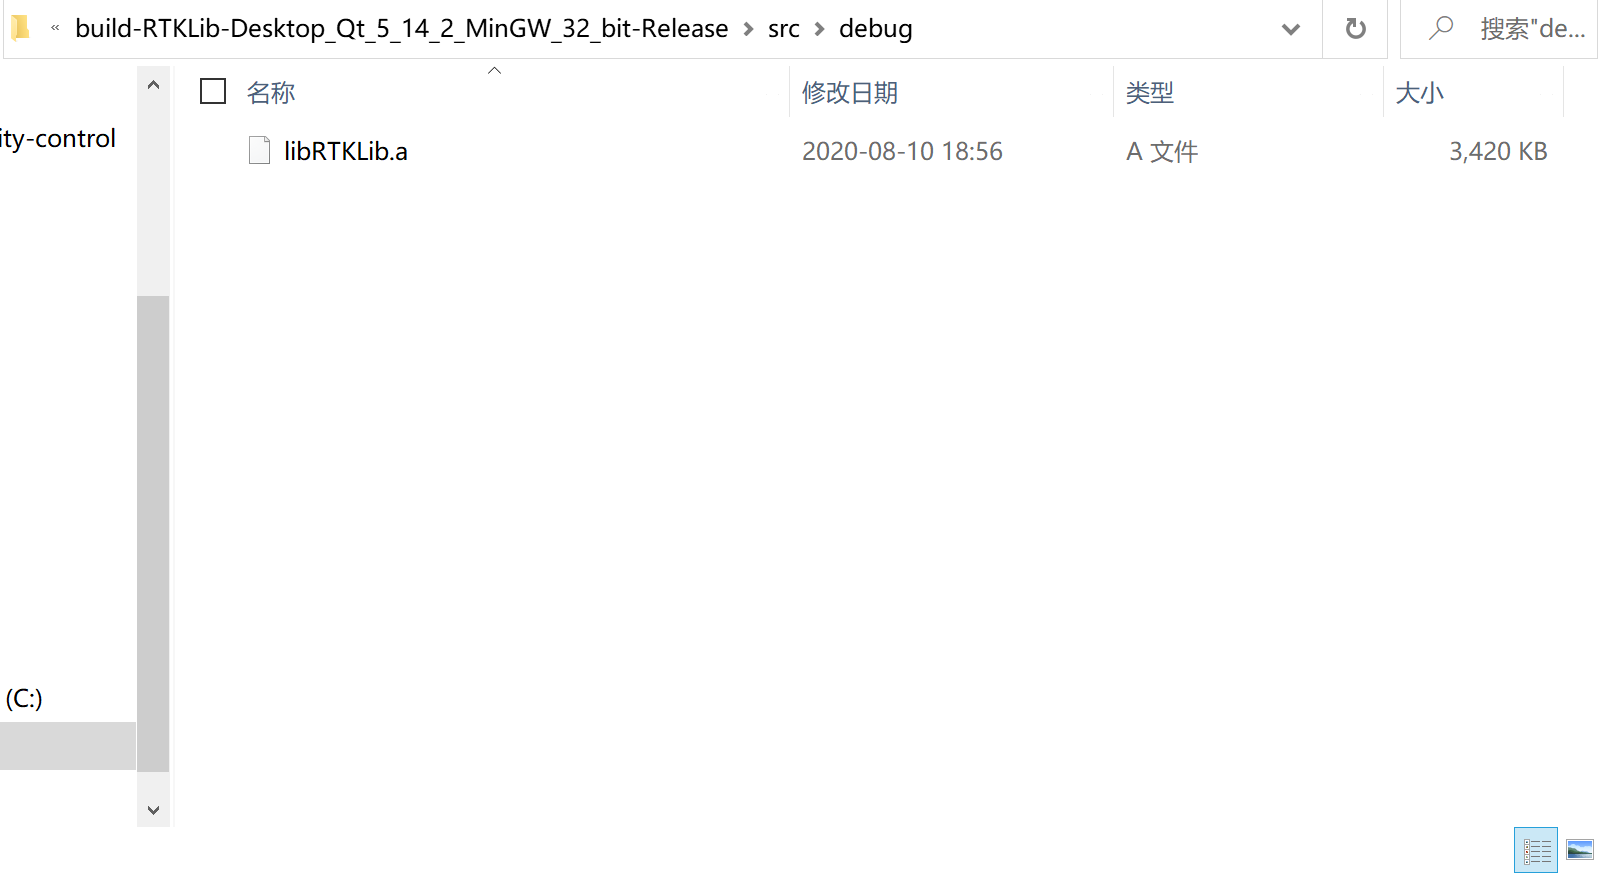 « build-RTKLib-Desktop_Qt_5_14_2_MinGW_32_bit-Release > src > debug
搜索"de...
名称 修改日期 类型 大小
ity-control
libRTKLib.a 2020-08-10 18:56 A 文件 3,420 KB
(C:)